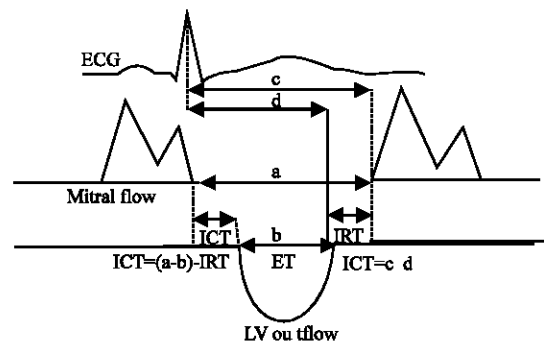 ECG
c
d
a
Mitral flow
ICT
b
IRT
ICT=(a-b)-IRT
ET
ICT=c d
LV ou tflow